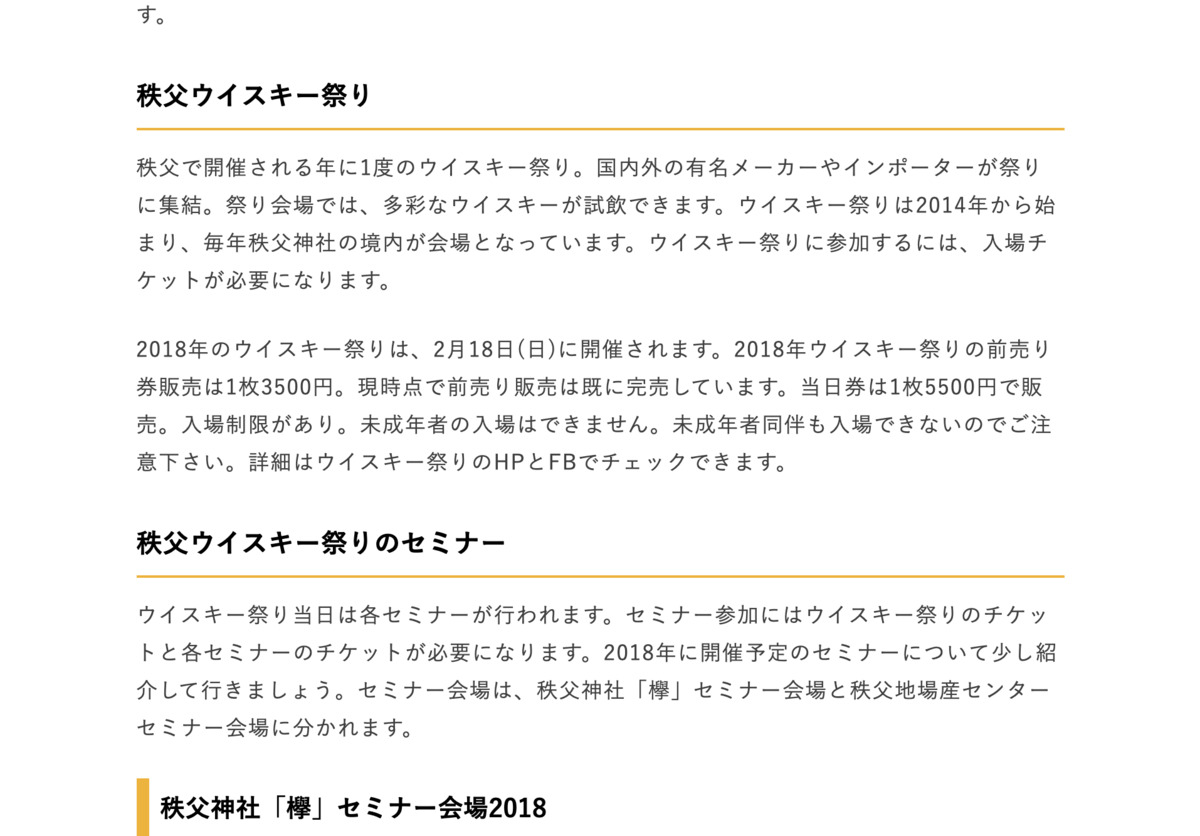 す。
秩父ウイスキー祭り
秩父で開催される年に1度のウイスキー祭り。国内外の有名メーカーやインポーターが祭り
に集結。祭り会場では、多彩なウイスキーが試飲できます。ウイスキー祭りは2014年から始
まり、毎年秩父神社の境内が会場となっています。ウイスキー祭りに参加するには、入場チ
ケットが必要になります。
2018年のウイスキー祭りは、2月18日(日)に開催されます。2018年ウイスキー祭りの前売り
券販売は1枚3500円。現時点で前売り販売は既に完売しています。当日券は1枚5500円で販
売。入場制限があり。未成年者の入場はできません。未成年者同伴も入場できないのでご注
意下さい。詳細はウイスキー祭りのHPとFBでチェックできます。
秩父ウイスキー祭りのセミナー
ウイスキー祭り当日は各セミナーが行われます。セミナー参加にはウイスキー祭りのチケッ
トと各セミナーのチケットが必要になります。2018年に開催予定のセミナーについて少し紹
介して行きましょう。セミナー会場は、秩父神社「欅」セミナー会場と秩父地場産センター
セミナー会場に分かれます。
秩父神社「欅」セミナー会場2018